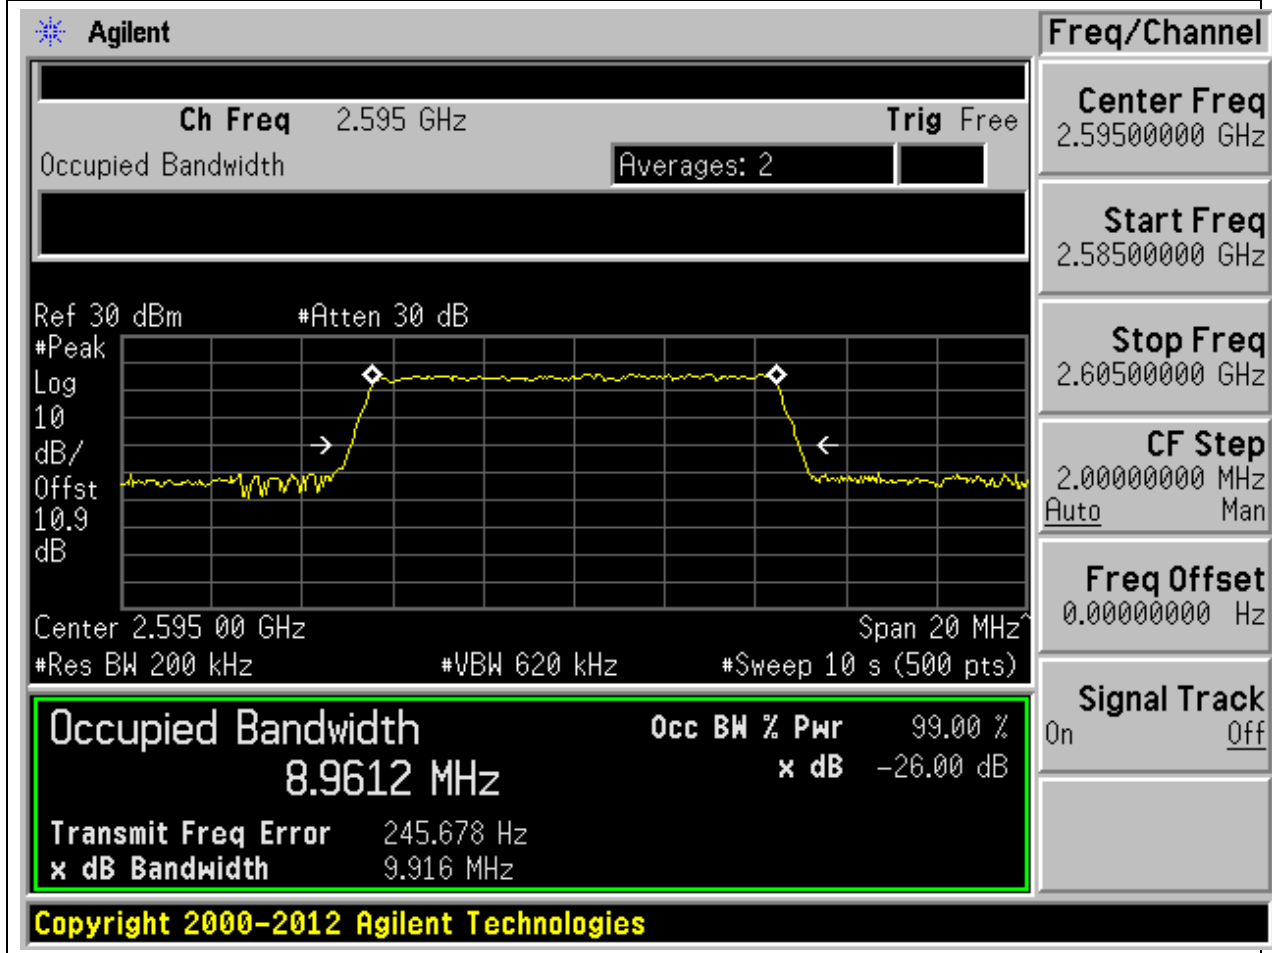 Agilent
Freq/Channel
Ch Freq 2.595 GHz Trig Free
Occupied Bandwidth Averages: 2
Center Freq
2.59500000 GHz
Start Freq
2.58500000 GHz
Stop Freq
2.60500000 GHz
CF Step
2.00000000 MHz
Auto Man
Freq Offset
0.00000000 Hz
Signal Track
On Off
Ref 30 dBm #Atten 30 dB
#Peak
Log
10
dB/
Offst
10.9
dB
Center 2.595 00 GHz Span 20 MHz^
#Res BW 200 kHz #VBW 620 kHz #Sweep 10 s (500 pts)
Occupied Bandwidth Occ BW % Pwr 99.00 %
8.9612 MHz x dB -26.00 dB
Transmit Freq Error 245.678 Hz
x dB Bandwidth 9.916 MHz
Copyright 2000-2012 Agilent Technologies